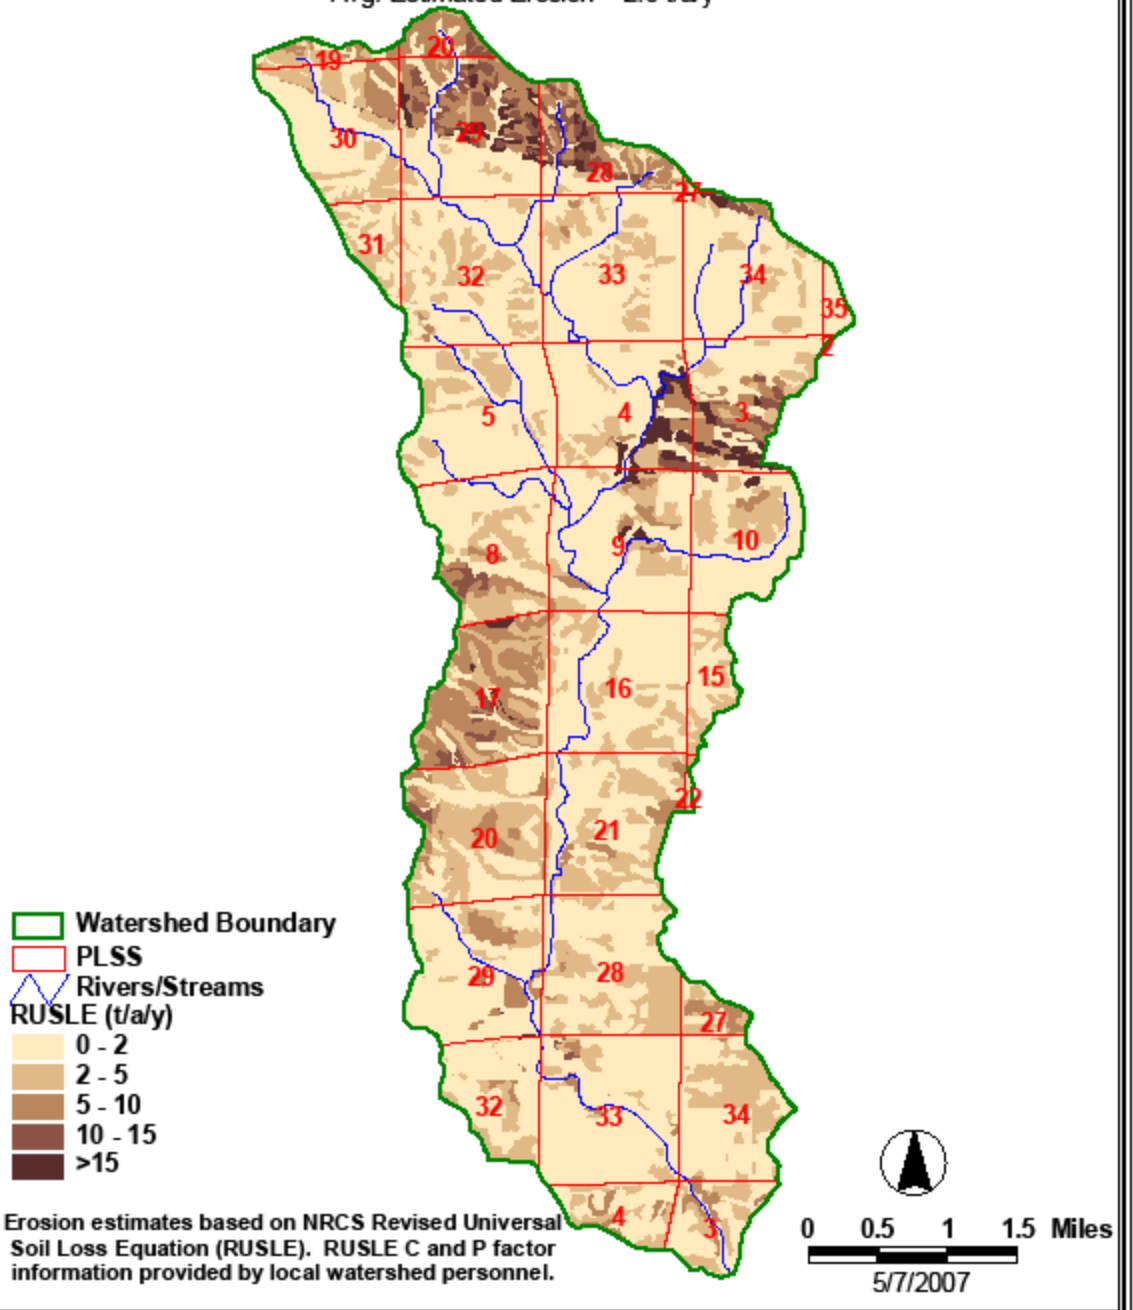 20
19
29
30
28
27
31
32
33
34
35
2
5
4
3
8
9
10
17
16
15
22
20
21
29
28
27
32
33
34
4
3
Watershed Boundary
PLSS
Rivers/Streams
RUSLE (t/a/y)
0 - 2
2 - 5
5 - 10
10 - 15
>15
Erosion estimates based on NRCS Revised Universal
Soil Loss Equation (RUSLE). RUSLE C and P factor
information provided by local watershed personnel.
0 0.5 1 1.5 Miles
5/7/2007